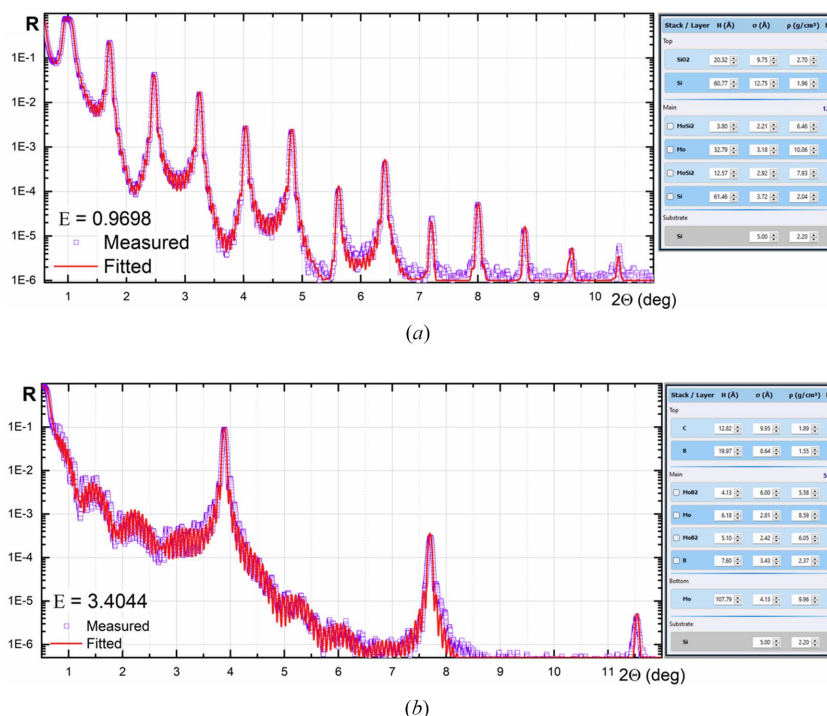 R
1E-1
1E-2
1E-3
1E-4
1E-5
1E-6
E = 0.9698
Measured
Fitted
1 2 3 4 5 6 7 8 9 10 2Θ (deg)
Stack / Layer H (Å) σ (Å) ρ (g/cm³)
Top
SiO2 20.32 9.75 2.70
Si 60.77 12.75 1.96
Main
MoSi2 3.80 2.21 6.46
Mo 32.79 3.18 10.06
MoSi2 12.57 2.92 7.93
Si 61.46 3.72 2.04
Substrate
Si 5.00 2.20
(a)
R
1E-1
1E-2
1E-3
1E-4
1E-5
1E-6
E = 3.4044
Measured
Fitted
1 2 3 4 5 6 7 8 9 10 11 2Θ (deg)
Stack / Layer H (Å) σ (Å) ρ (g/cm³)
Top
C 12.82 9.95 1.89
B 19.97 8.64 1.55
Main
MoB2 4.13 6.00 5.58
Mo 6.18 2.81 8.59
MoB2 5.10 2.42 6.05
B 7.60 3.43 2.37
Bottom
Mo 107.79 4.13 9.96
Substrate
Si 5.00 2.20
(b)